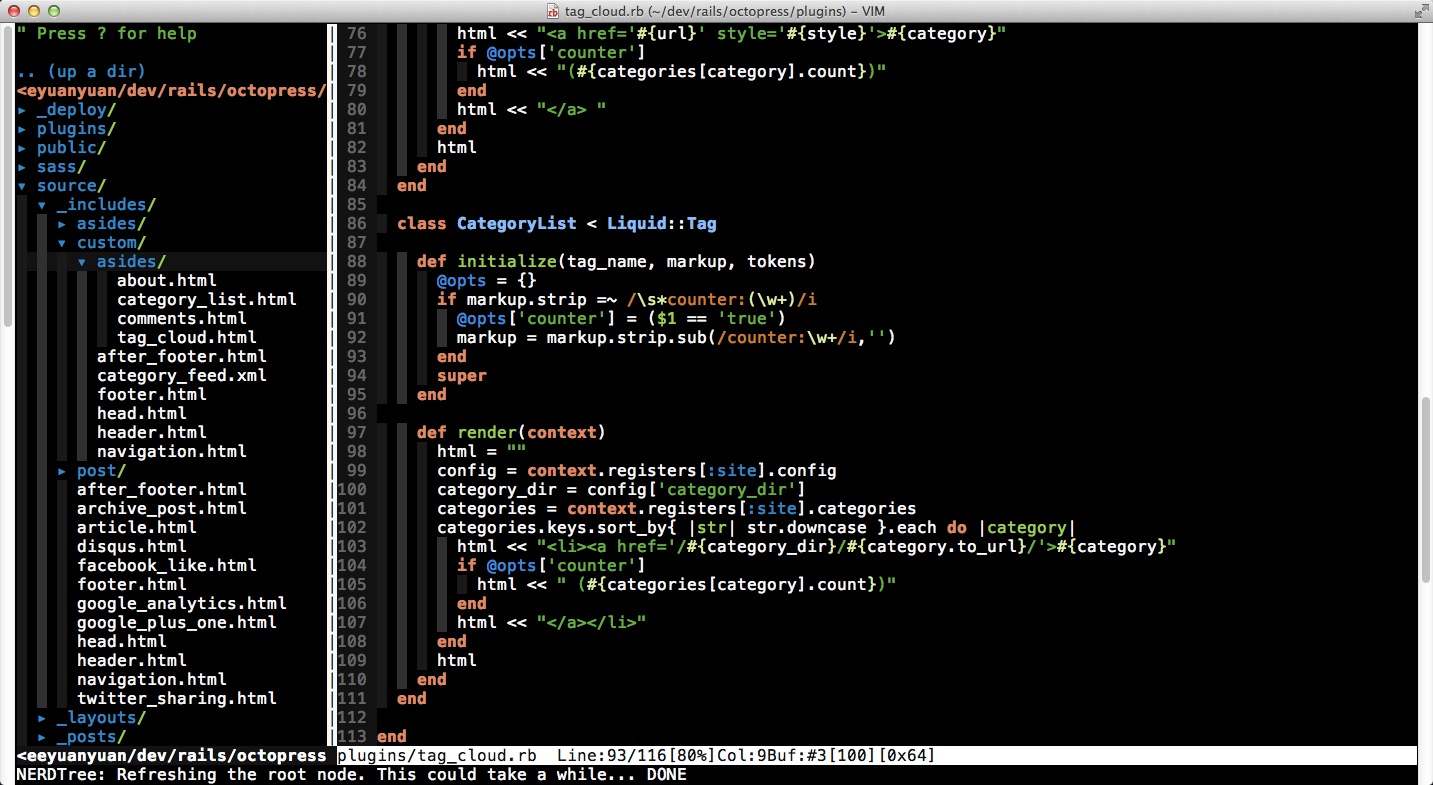 tag_cloud.rb (~/dev/rails/octopress/plugins) – VIM
" Press ? for help
.. (up a dir)
<eyuanyuan/dev/rails/octopress/
▸ _deploy/
▸ plugins/
▸ public/
▸ sass/
▾ source/
▾ _includes/
▸ asides/
▾ custom/
▾ asides/
about.html
category_list.html
comments.html
tag_cloud.html
after_footer.html
category_feed.xml
footer.html
head.html
header.html
navigation.html
▸ post/
after_footer.html
archive_post.html
article.html
disqus.html
facebook_like.html
footer.html
google_analytics.html
google_plus_one.html
head.html
header.html
navigation.html
twitter_sharing.html
▸ _layouts/
▸ _posts/
<eeyuanyuan/dev/rails/octopress
76 html << "<a href='#{url}' style='#{style}'>#{category}"
77 if @opts['counter']
78 html << "(#{categories[category].count})"
79 end
80 html << "</a> "
81 end
82 html
83 end
84 end
85
86 class CategoryList < Liquid::Tag
87
88 def initialize(tag_name, markup, tokens)
89 @opts = {}
90 if markup.strip =~ /\s*counter:(\w+)/i
91 @opts['counter'] = ($1 == 'true')
92 markup = markup.strip.sub(/counter:\w+/i,'')
93 end
94 super
95 end
96
97 def render(context)
98 html = ""
99 config = context.registers[:site].config
100 category_dir = config['category_dir']
101 categories = context.registers[:site].categories
102 categories.keys.sort_by{ |str| str.downcase }.each do |category|
103 html << "<li><a href='/#{category_dir}/#{category.to_url}/'>#{category}"
104 if @opts['counter']
105 html << " (#{categories[category].count})"
106 end
107 html << "</a></li>"
108 end
109 html
110 end
111 end
112
113 end
plugins/tag_cloud.rb Line:93/116[80%]Col:9Buf:#3[100][0x64]
NERDTree: Refreshing the root node. This could take a while... DONE